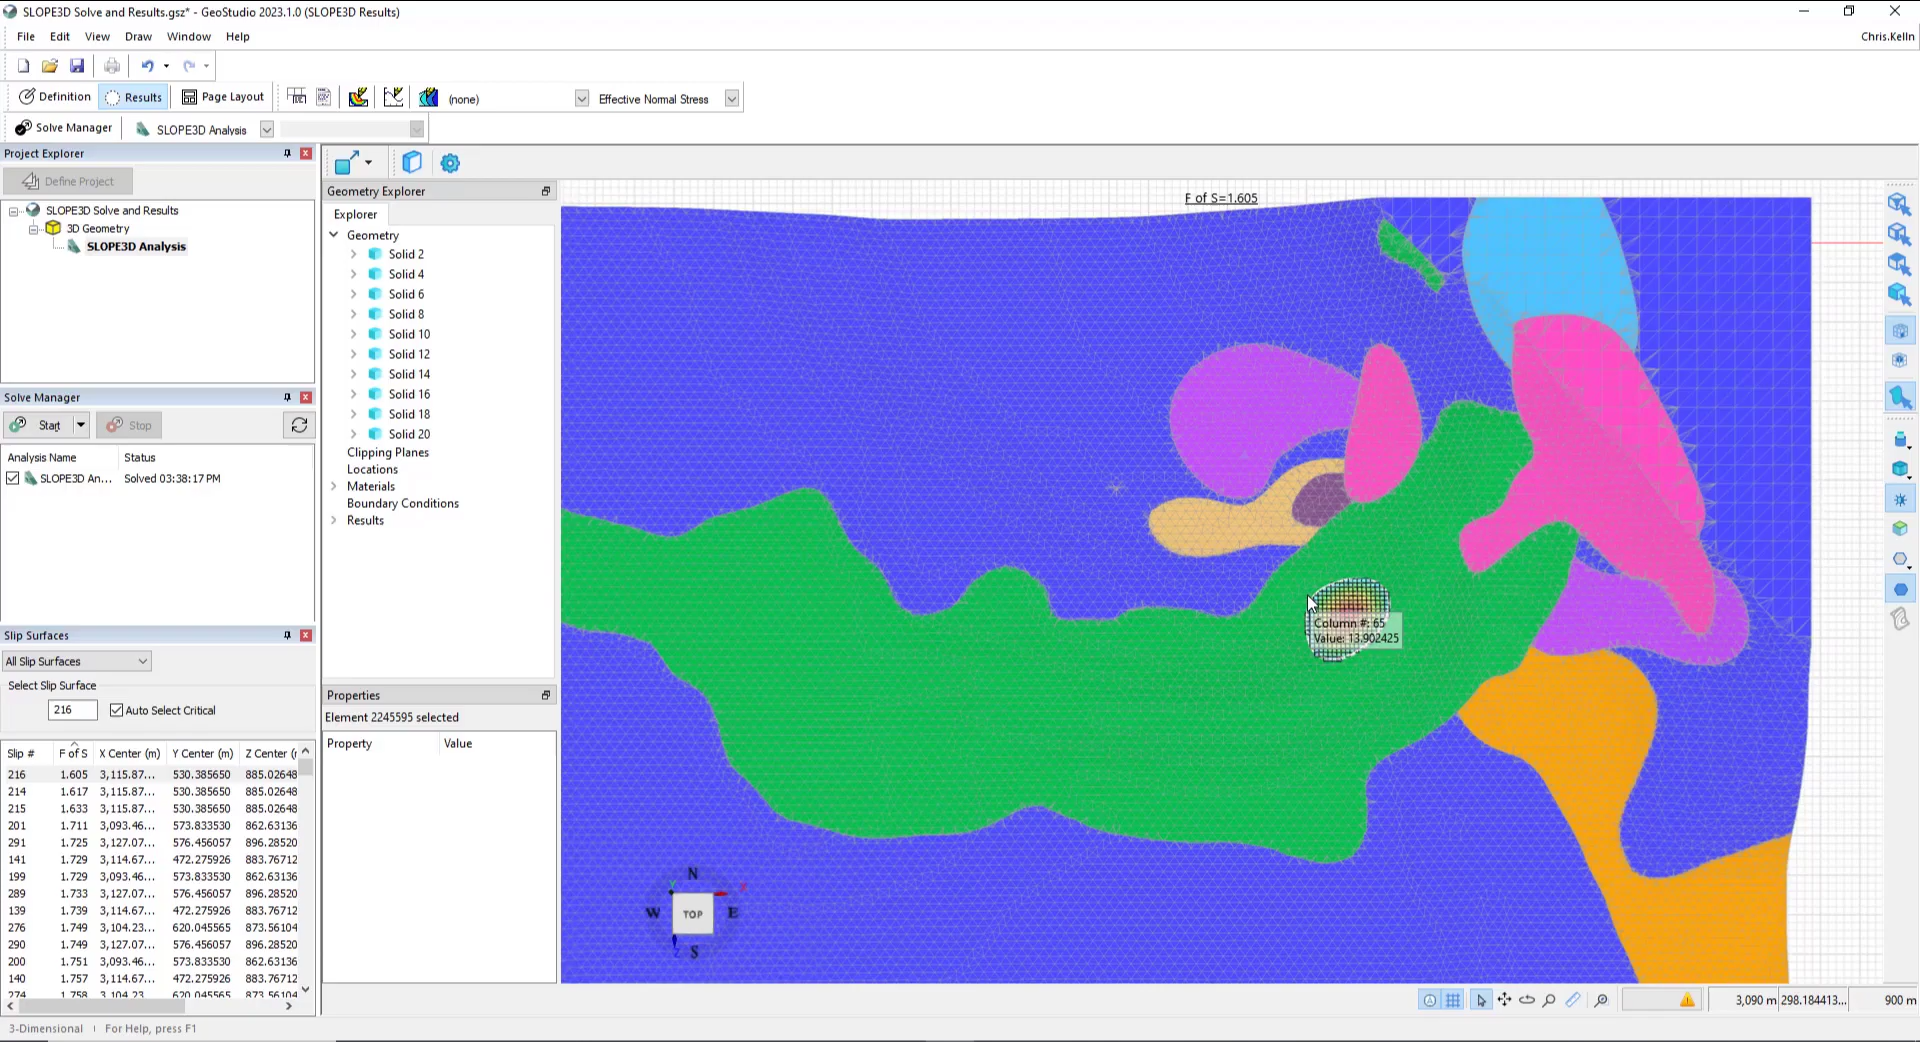 SLOPE3D Solve and Results.gsz* - GeoStudio 2023.1.0 (SLOPE3D Results)
File Edit View Draw Window Help Chris.Kelln
Definition Results Page Layout (none) Effective Normal Stress
Solve Manager SLOPE3D Analysis
Project Explorer
Define Project
SLOPE3D Solve and Results
3D Geometry
SLOPE3D Analysis
Solve Manager
Start Stop
Analysis Name Status
SLOPE3D An... Solved 03:38:17 PM
Slip Surfaces
All Slip Surfaces
Select Slip Surface
216 Auto Select Critical
Slip # F of S X Center (m) Y Center (m) Z Center (
216 1.605 3,115.87... 530.385650 885.02648
214 1.617 3,115.87... 530.385650 885.02648
215 1.633 3,115.87... 530.385650 885.02648
201 1.711 3,093.46... 573.833530 862.63136
291 1.725 3,127.07... 576.456057 896.28520
141 1.729 3,114.67... 472.275926 883.76712
199 1.729 3,093.46... 573.833530 862.63136
289 1.733 3,127.07... 576.456057 896.28520
139 1.739 3,114.67... 472.275926 883.76712
276 1.749 3,104.23... 620.045565 873.56104
290 1.749 3,127.07... 576.456057 896.28520
200 1.751 3,093.46... 573.833530 862.63136
140 1.757 3,114.67... 472.275926 883.76712
274 1.758 3,104.23 620.045565 873.56104
Geometry Explorer
Explorer
Geometry
Solid 2
Solid 4
Solid 6
Solid 8
Solid 10
Solid 12
Solid 14
Solid 16
Solid 18
Solid 20
Clipping Planes
Locations
Materials
Boundary Conditions
Results
Properties
Element 2245595 selected
Property Value
F of S=1.605
Column #: 65
Value: 13.902425
N
W TOP E
S
X
Y
Z
3,090 m 298.184413... 900 m
3-Dimensional For Help, press F1